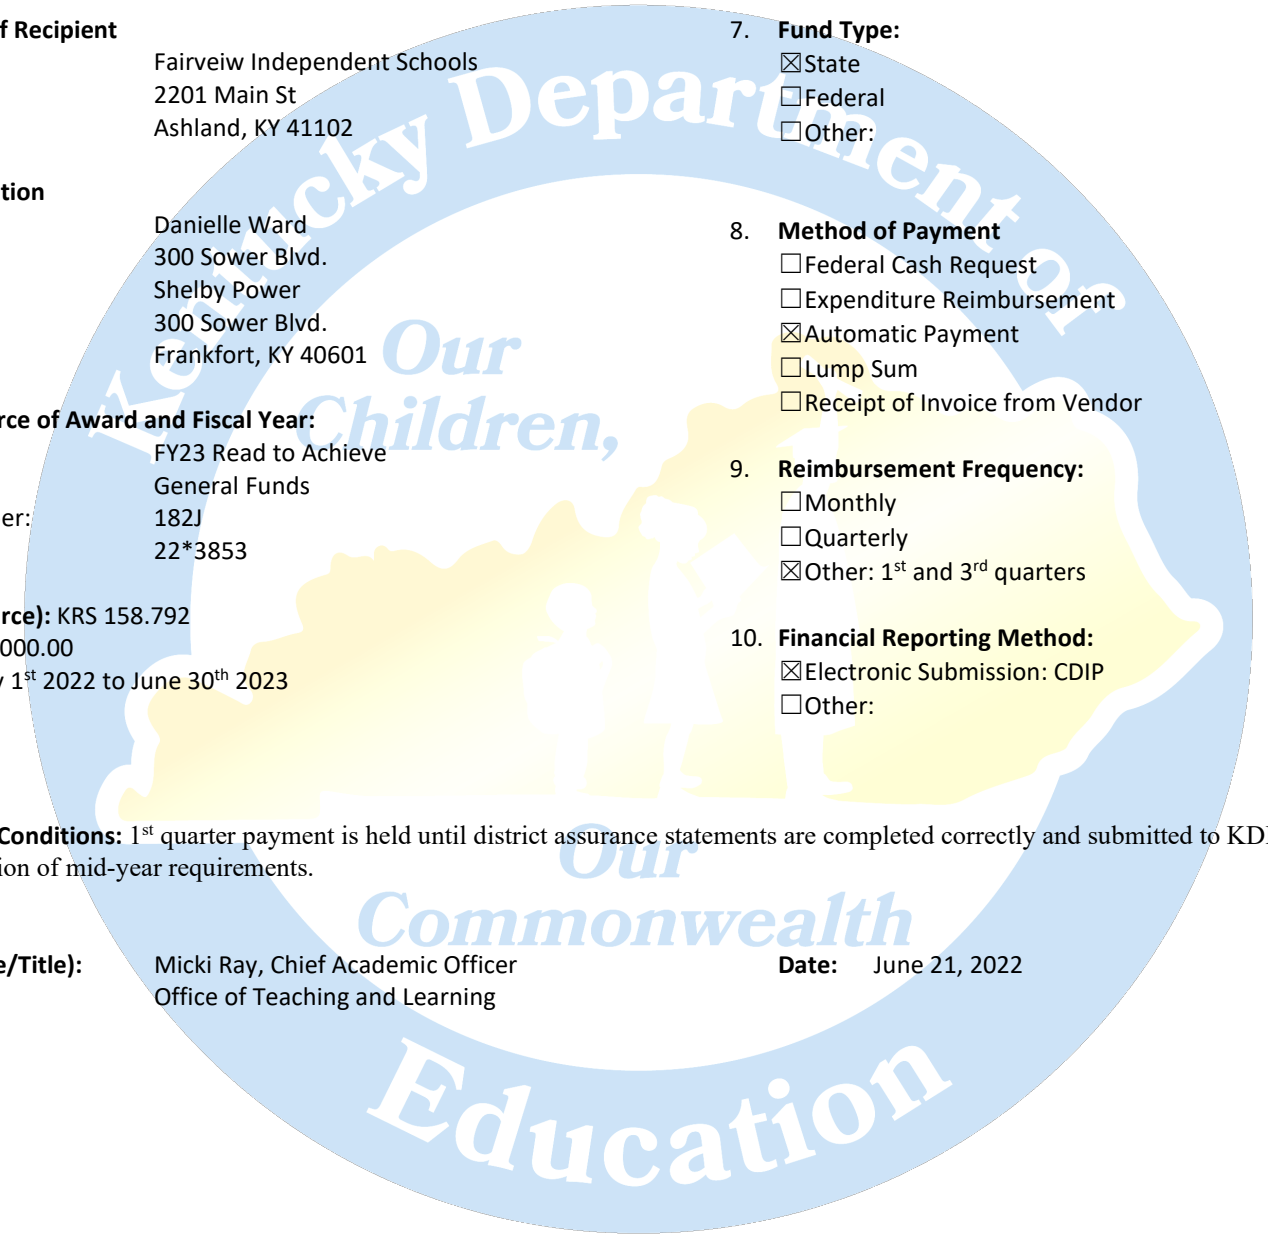 f Recipient
Fairveiw Independent Schools
2201 Main St
Ashland, KY 41102
tion
Danielle Ward
300 Sower Blvd.
Shelby Power
300 Sower Blvd.
Frankfort, KY 40601
rce of Award and Fiscal Year:
FY23 Read to Achieve
General Funds
er: 182J
22*3853
rce): KRS 158.792
000.00
y 1st 2022 to June 30th 2023
7. Fund Type:
☒State
☐Federal
☐Other:
8. Method of Payment
☐Federal Cash Request
☐Expenditure Reimbursement
☒Automatic Payment
☐Lump Sum
☐Receipt of Invoice from Vendor
9. Reimbursement Frequency:
☐Monthly
☐Quarterly
☒Other: 1st and 3rd quarters
10. Financial Reporting Method:
☒Electronic Submission: CDIP
☐Other:
Conditions: 1st quarter payment is held until district assurance statements are completed correctly and submitted to KD
ion of mid-year requirements.
e/Title): Micki Ray, Chief Academic Officer Date: June 21, 2022
Office of Teaching and Learning
Kentucky Department of
Education
Our
Children,
Our
Commonwealth